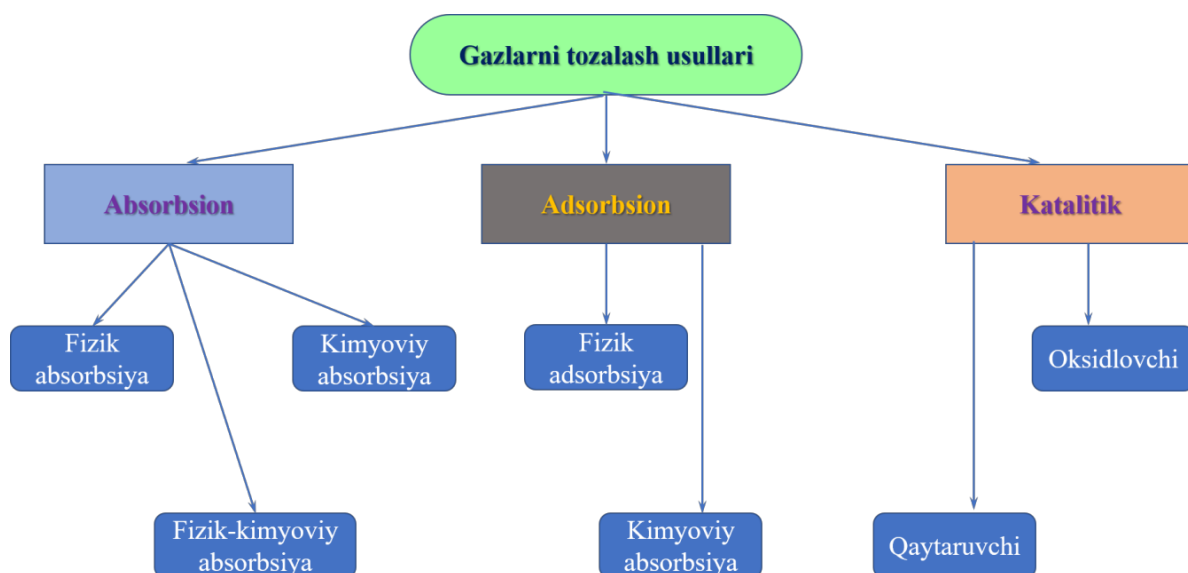 Gazlarni tozalash usullari
Absorbsion
Adsorbsion
Katalitik
Fizik
absorbsiya
Kimyoviy
absorbsiya
Fizik
adsorbsiya
Oksidlovchi
Fizik-kimyoviy
absorbsiya
Kimyoviy
absorbsiya
Qaytaruvchi